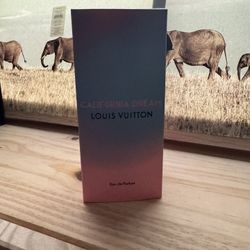 CALIFORNIA DREAM
LOUIS VUITTON
Eau de Parfum